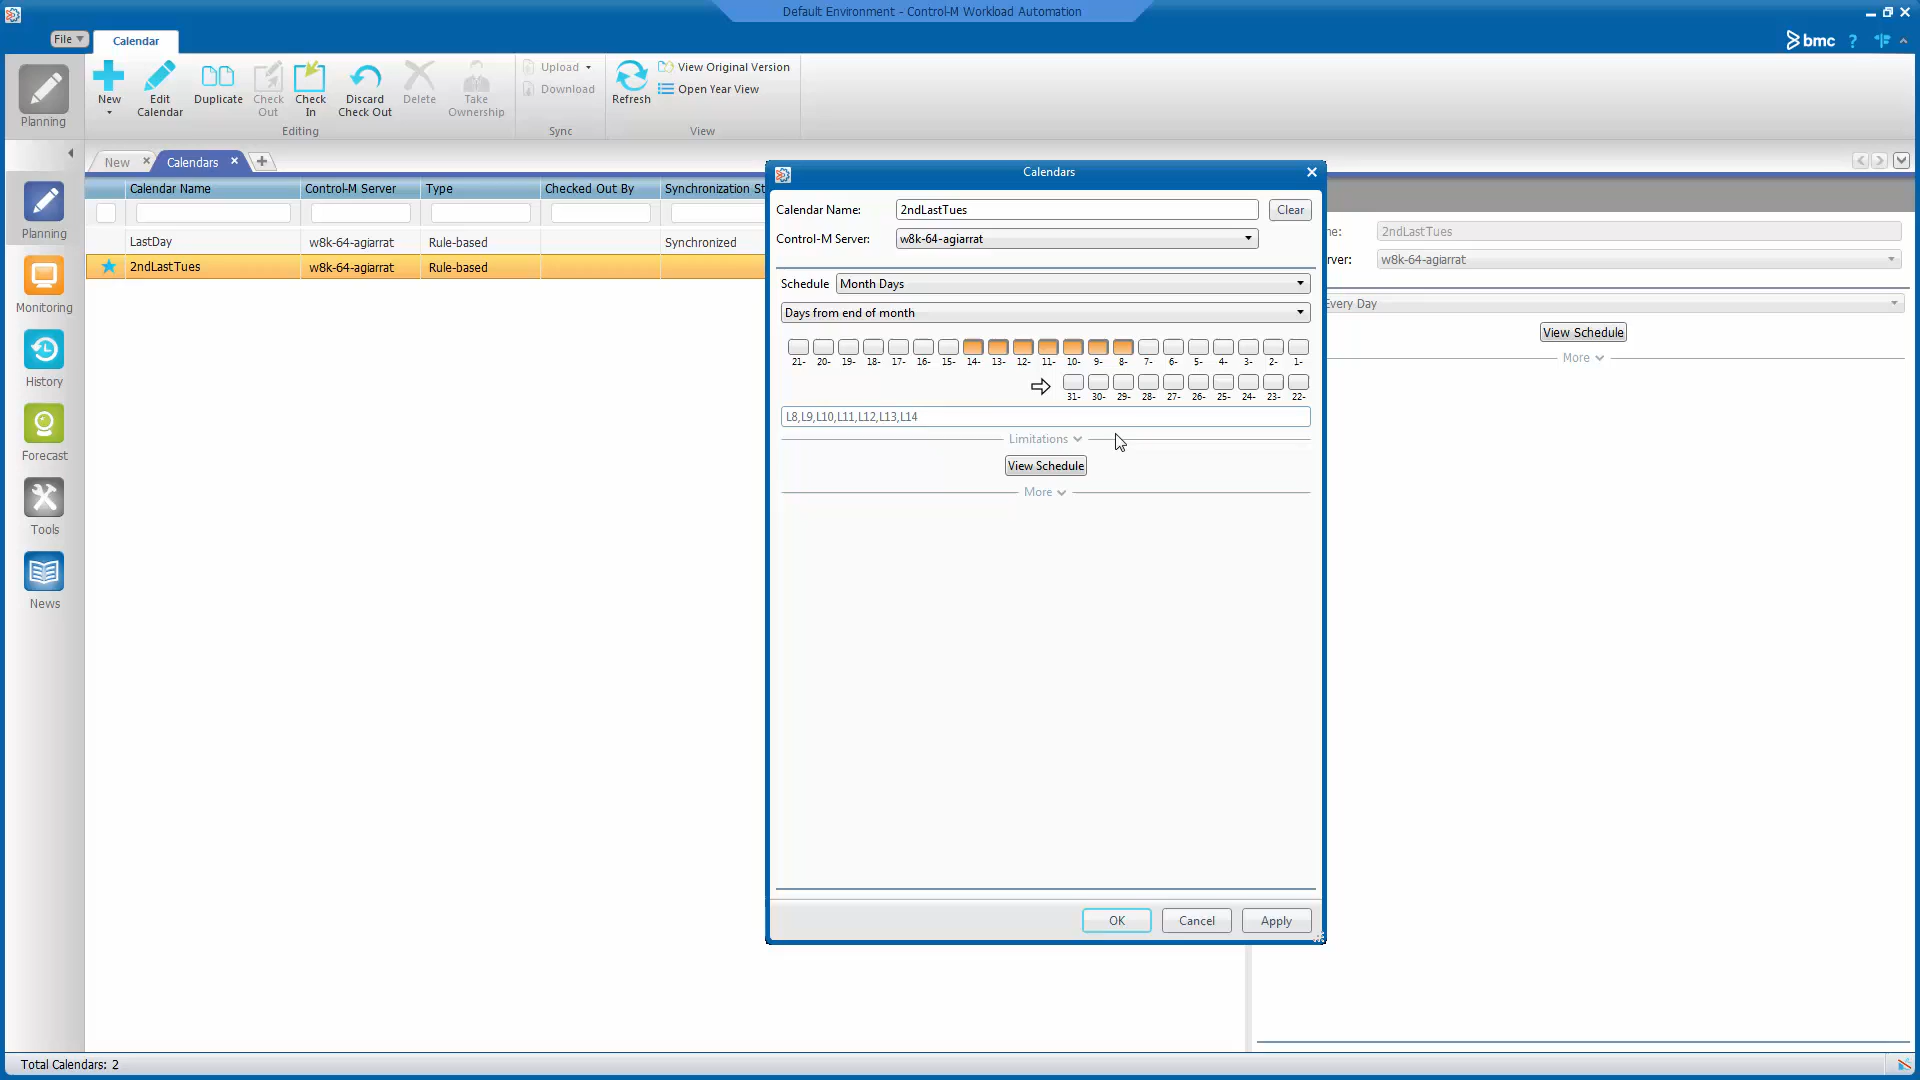 Default Environment - Control-M Workload Automation
File
Calendar
bmc
?
Planning
New
Edit Calendar
Duplicate
Check Out
Check In
Discard Check Out
Delete
Take Ownership
Editing
Upload
Download
Sync
Refresh
View Original Version
Open Year View
View
New
Calendars
Calendar Name
Control-M Server
Type
Checked Out By
Synchronization St
LastDay
w8k-64-agiarrat
Rule-based
Synchronized
2ndLastTues
w8k-64-agiarrat
Rule-based
Planning
Monitoring
History
Forecast
Tools
News
Calendars
Calendar Name:
2ndLastTues
Clear
Control-M Server:
w8k-64-agiarrat
Schedule
Month Days
Days from end of month
21- 20- 19- 18- 17- 16- 15- 14- 13- 12- 11- 10- 9- 8- 7- 6- 5- 4- 3- 2- 1-
31- 30- 29- 28- 27- 26- 25- 24- 23- 22-
L8,L9,L10,L11,L12,L13,L14
Limitations
View Schedule
More
OK
Cancel
Apply
ne:
2ndLastTues
rver:
w8k-64-agiarrat
Every Day
View Schedule
More
Total Calendars: 2